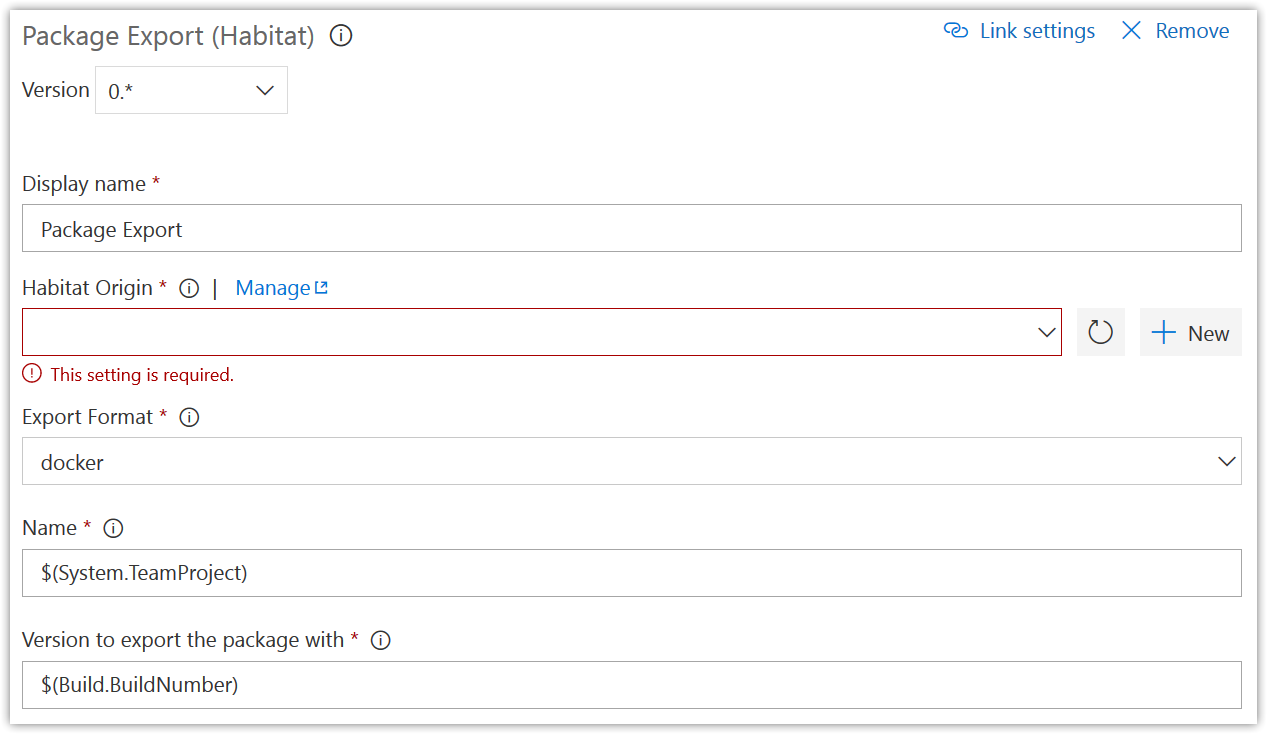 Package Export (Habitat)
Link settings
Remove
Version 0.*
Display name *
Package Export
Habitat Origin * | Manage
New
This setting is required.
Export Format *
docker
Name *
$(System.TeamProject)
Version to export the package with *
$(Build.BuildNumber)